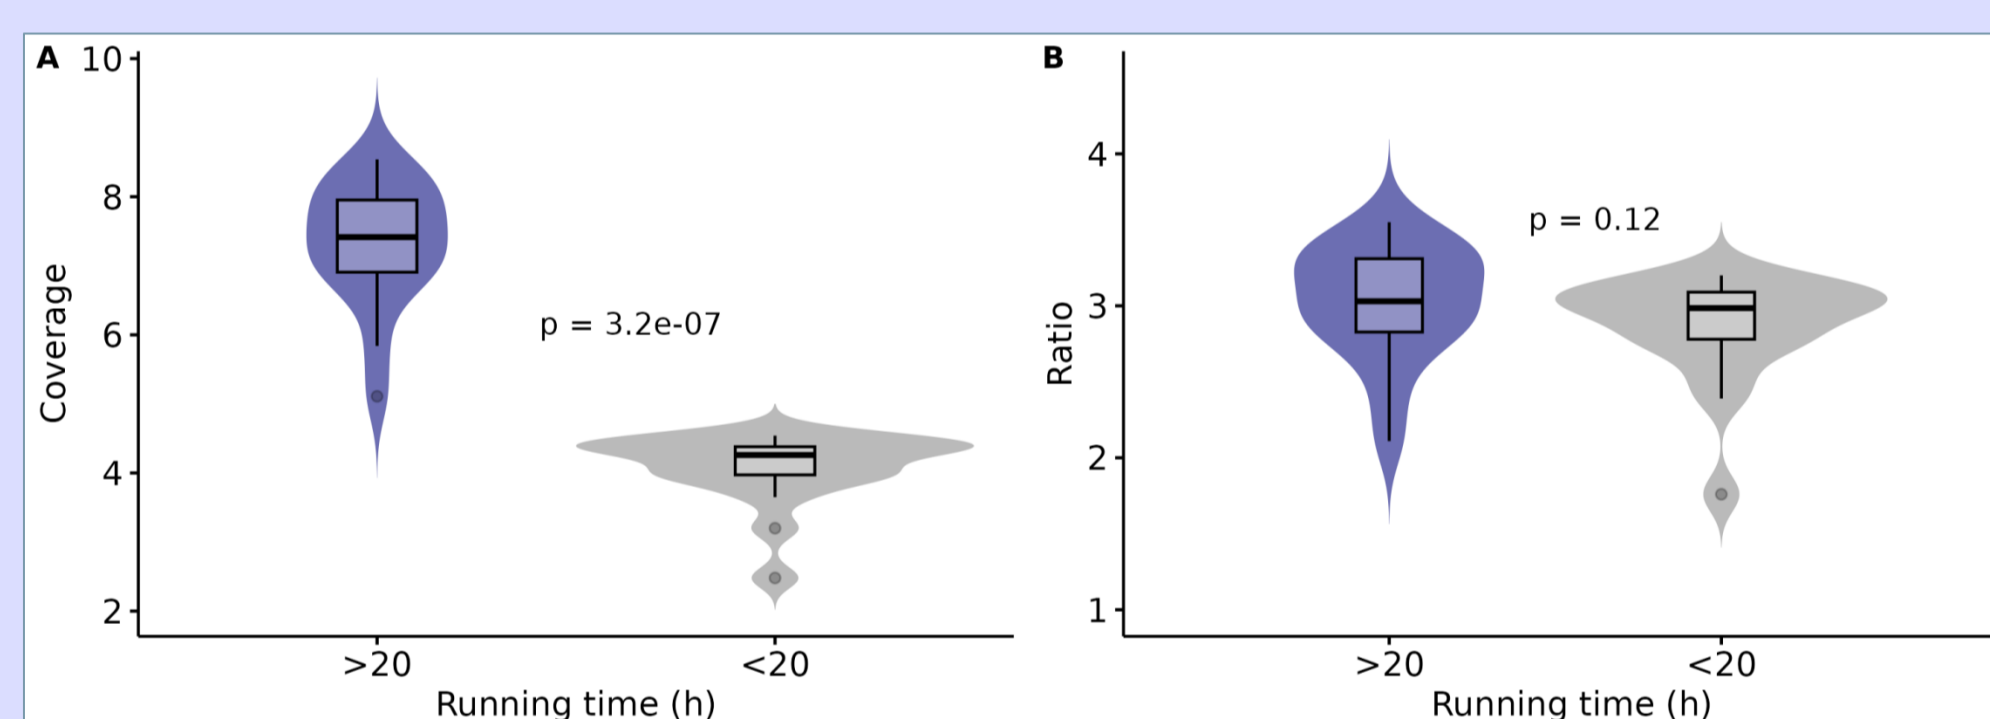 A
10
8
6
4
2
Coverage
p = 3.2e-07
>20
<20
Running time (h)
B
4
3
2
1
Ratio
p = 0.12
>20
<20
Running time (h)